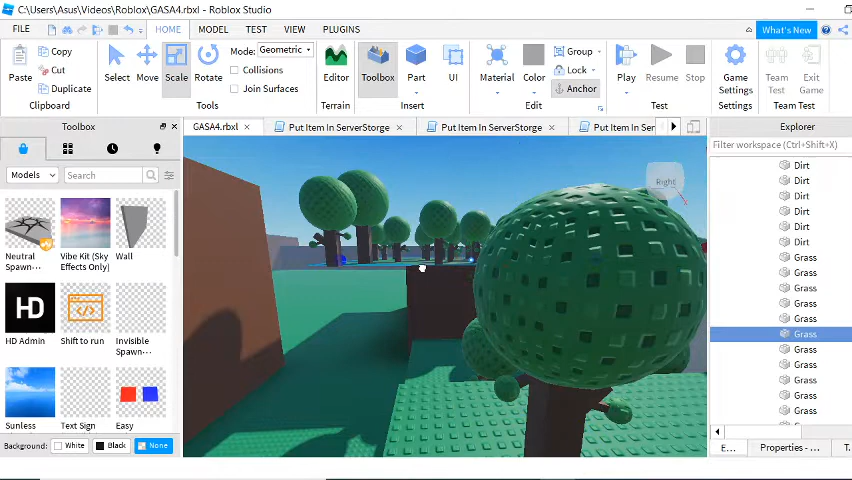 C:\Users\Asus\Videos\Roblox\GASA4.rbxl - Roblox Studio
FILE HOME MODEL TEST VIEW PLUGINS What's New
Paste Copy Cut Duplicate
Select Move Scale Rotate
Mode: Geometric
Collisions
Join Surfaces
Editor Toolbox Part UI Material Color
Group
Lock
Anchor
Play Resume Stop
Game Settings
Team Test
Exit Game
Clipboard Tools Terrain Insert Edit Test Settings Team Test
Toolbox
GASA4.rbxl × Put Item In ServerStorge × Put Item In ServerStorge × Put Item In Ser
Explorer
Filter workspace (Ctrl+Shift+X)
Models Search
Right
Neutral Spawn...
Vibe Kit (Sky Effects Only)
Wall
HD
HD Admin
Shift to run
Invisible Spawn...
Sunless
Text Sign
Easy
Background: White Black None
Dirt
Dirt
Dirt
Dirt
Dirt
Dirt
Grass
Grass
Grass
Grass
Grass
Grass
Grass
Grass
Grass
Grass
Grass
E... Properties - ... T.